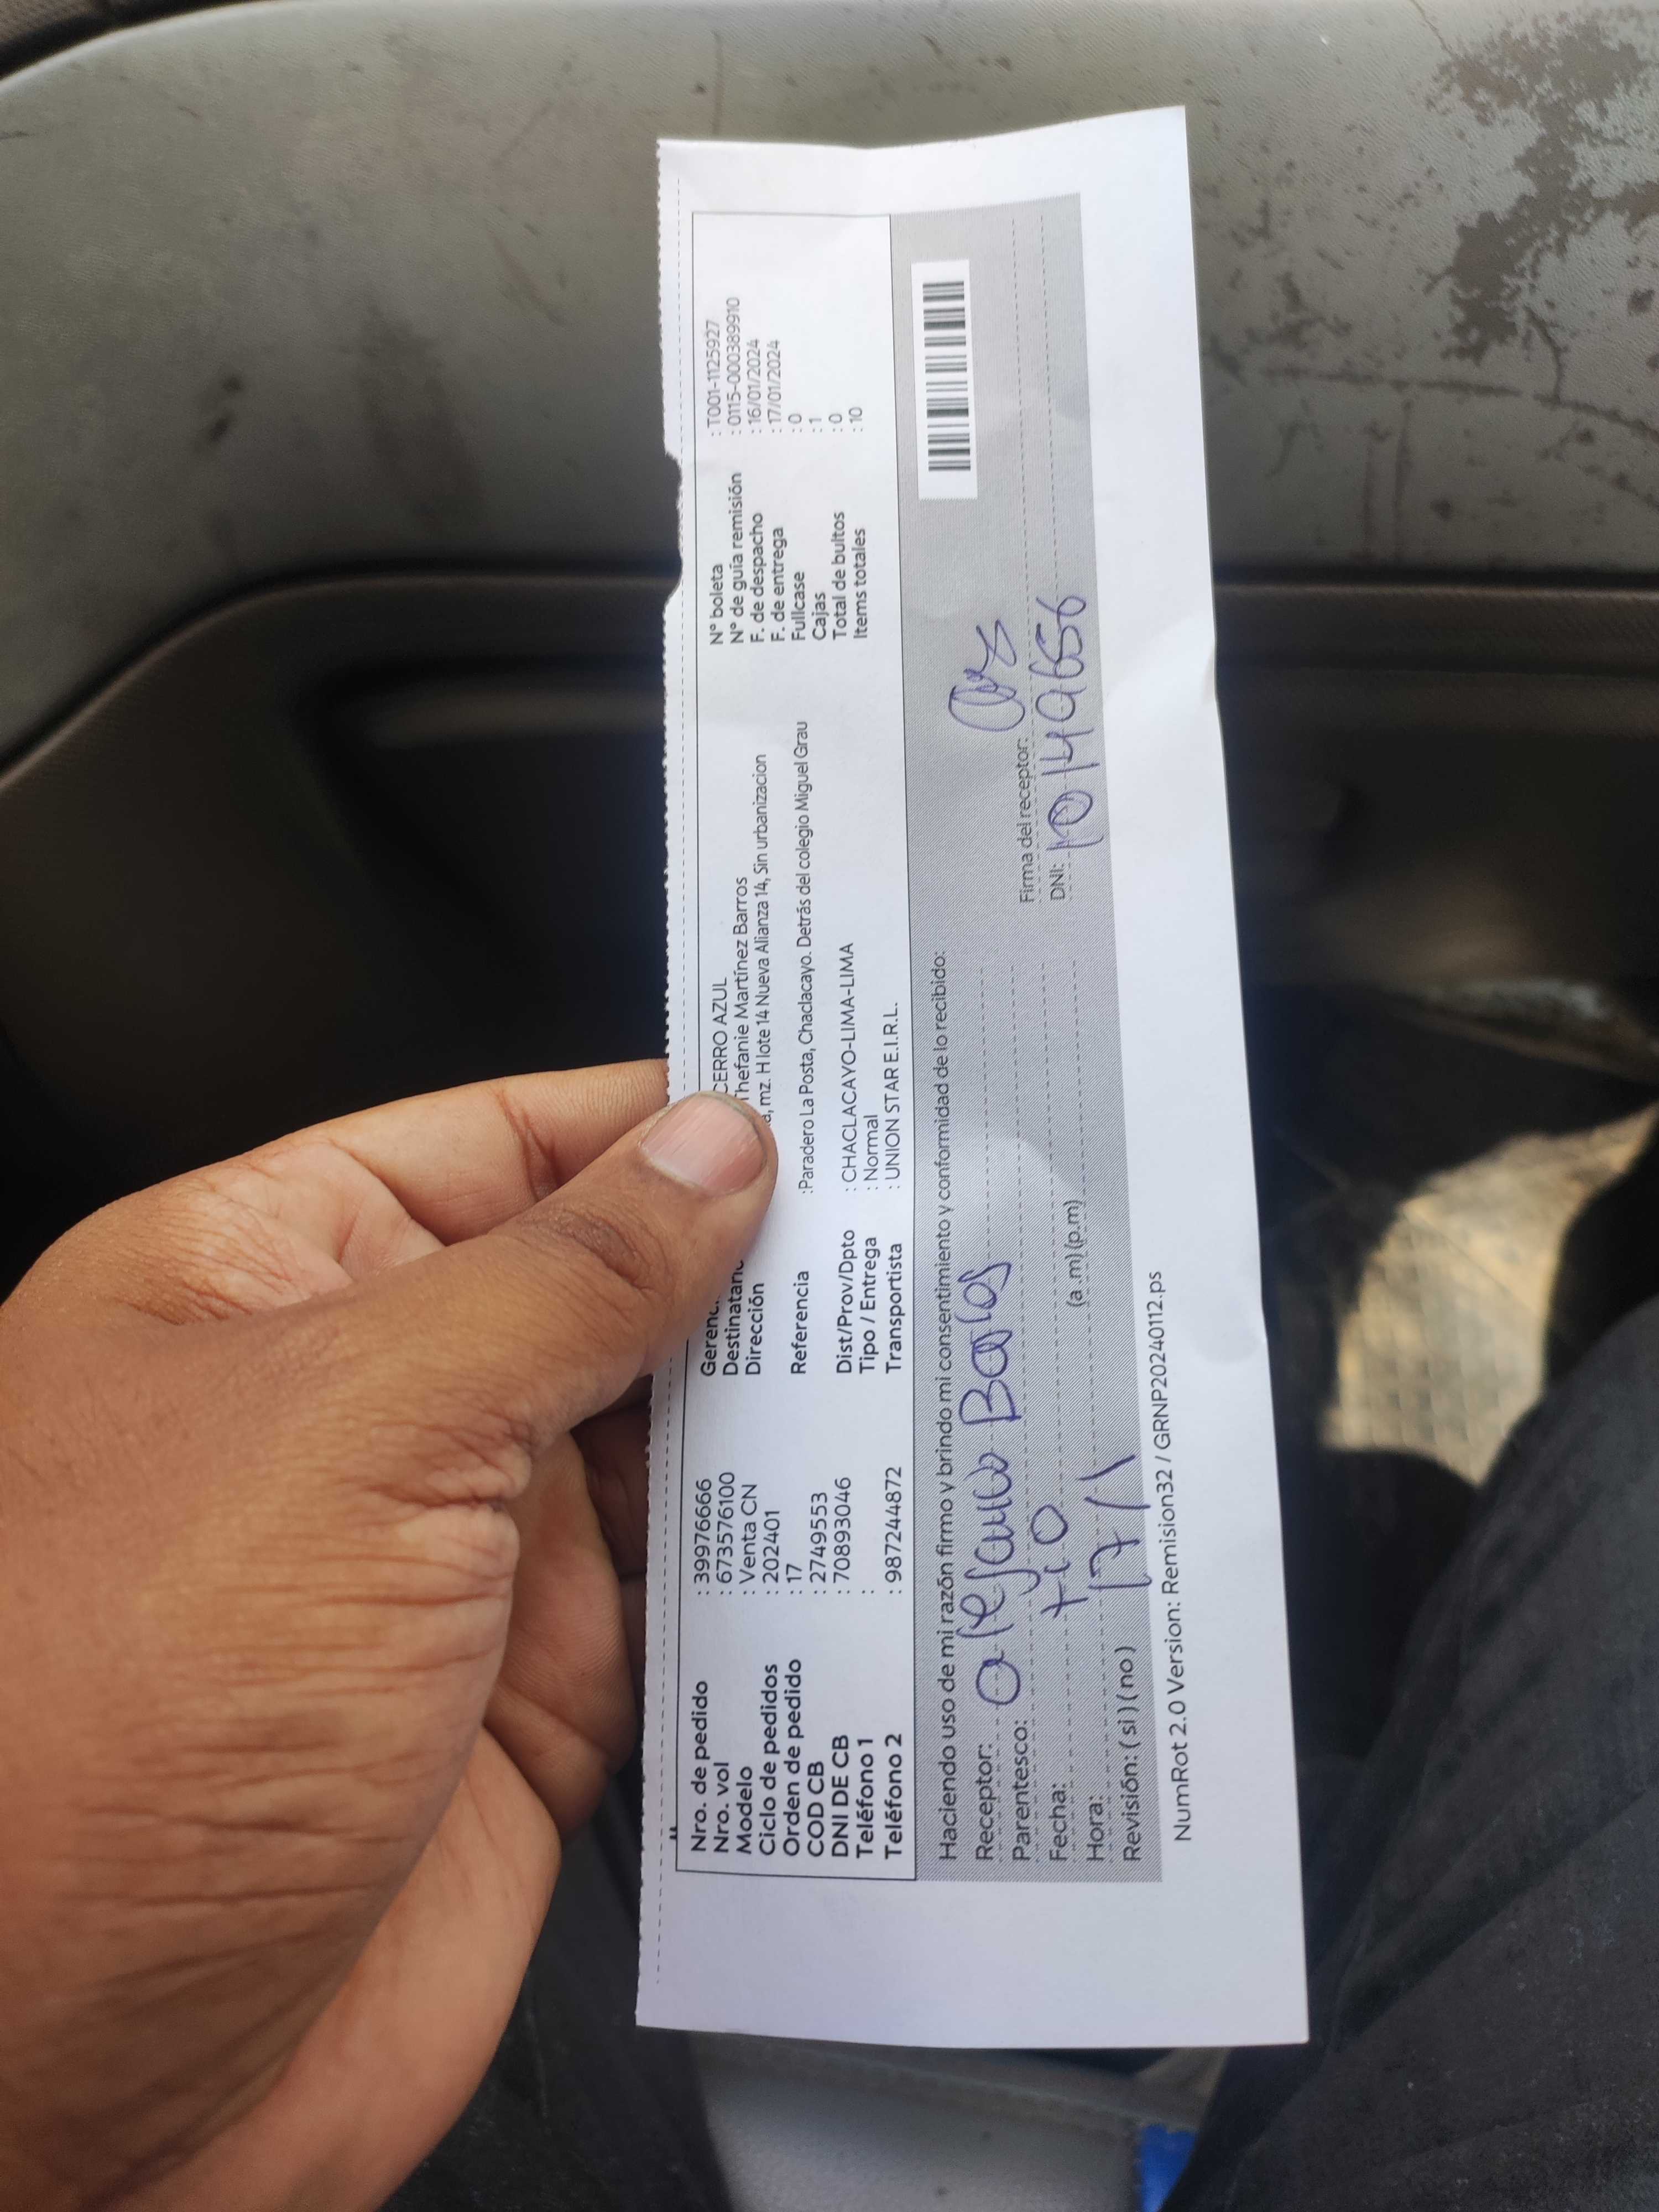 Nro. de pedido : 39976666
Nro. vol : 673576100
Modelo : Venta CN
Ciclo de pedidos : 202401
Orden de pedido : 17
COD CB : 2749553
DNI DE CB : 70893046
Teléfono 1 :
Teléfono 2 : 987244872
Gerenc CERRO AZUL
Destinatario hefanie Martínez Barros
Dirección a, mz. H lote 14 Nueva Alianza 14, Sin urbanizacion
Referencia :Paradero La Posta, Chaclacayo. Detrás del colegio Miguel Grau
Dist/Prov/Dpto : CHACLACAYO-LIMA-LIMA
Tipo / Entrega : Normal
Transportista : UNION STAR E.I.R.L.
N° boleta : T001-1125927
N° de guía remisión : 0115-000389910
F. de despacho : 16/01/2024
F. de entrega : 17/01/2024
Fullcase : 0
Cajas : 1
Total de bultos : 0
Items totales : 10
Haciendo uso de mi razón firmo y brindo mi consentimiento y conformidad de lo recibido:
Receptor:
Parentesco: tio
Fecha: 17/1
Hora: (a.m) (p.m)
Revisión: ( si ) ( no )
Firma del receptor:
DNI: 10149656
NumRot 2.0 Version: Remision32 / GRNP20240112.ps